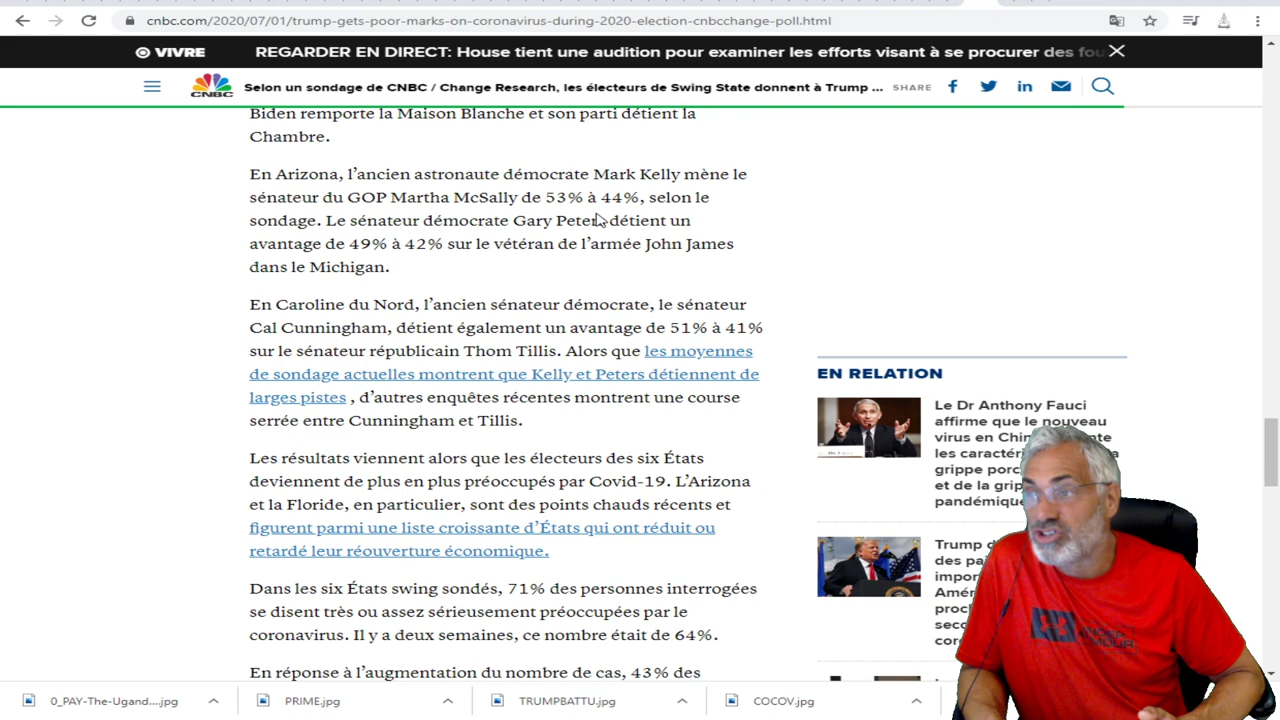 cnbc.com/2020/07/01/trump-gets-poor-marks-on-coronavirus-during-2020-election-cnbcchange-poll.html
VIVRE
REGARDER EN DIRECT: House tient une audition pour examiner les efforts visant à se procurer des fou
CNBC
Selon un sondage de CNBC / Change Research, les électeurs de Swing State donnent à Trump ...
SHARE
Biden remporte la Maison Blanche et son parti détient la
Chambre.
En Arizona, l'ancien astronaute démocrate Mark Kelly mène le
sénateur du GOP Martha McSally de 53% à 44%, selon le
sondage. Le sénateur démocrate Gary Peters détient un
avantage de 49% à 42% sur le vétéran de l'armée John James
dans le Michigan.
En Caroline du Nord, l'ancien sénateur démocrate, le sénateur
Cal Cunningham, détient également un avantage de 51% à 41%
sur le sénateur républicain Thom Tillis. Alors que les moyennes
de sondage actuelles montrent que Kelly et Peters détiennent de
larges pistes , d'autres enquêtes récentes montrent une course
serrée entre Cunningham et Tillis.
Les résultats viennent alors que les électeurs des six États
deviennent de plus en plus préoccupés par Covid-19. L'Arizona
et la Floride, en particulier, sont des points chauds récents et
figurent parmi une liste croissante d'États qui ont réduit ou
retardé leur réouverture économique.
Dans les six États swing sondés, 71% des personnes interrogées
se disent très ou assez sérieusement préoccupées par le
coronavirus. Il y a deux semaines, ce nombre était de 64%.
En réponse à l'augmentation du nombre de cas, 43% des
EN RELATION
Le Dr Anthony Fauci
affirme que le nouveau
virus en Chine
les
grippe
et de la
pandémique
Trump
des
0_PAY-The-Ugand....jpg
PRIME.jpg
TRUMPBATTU.jpg
COCOV.jpg